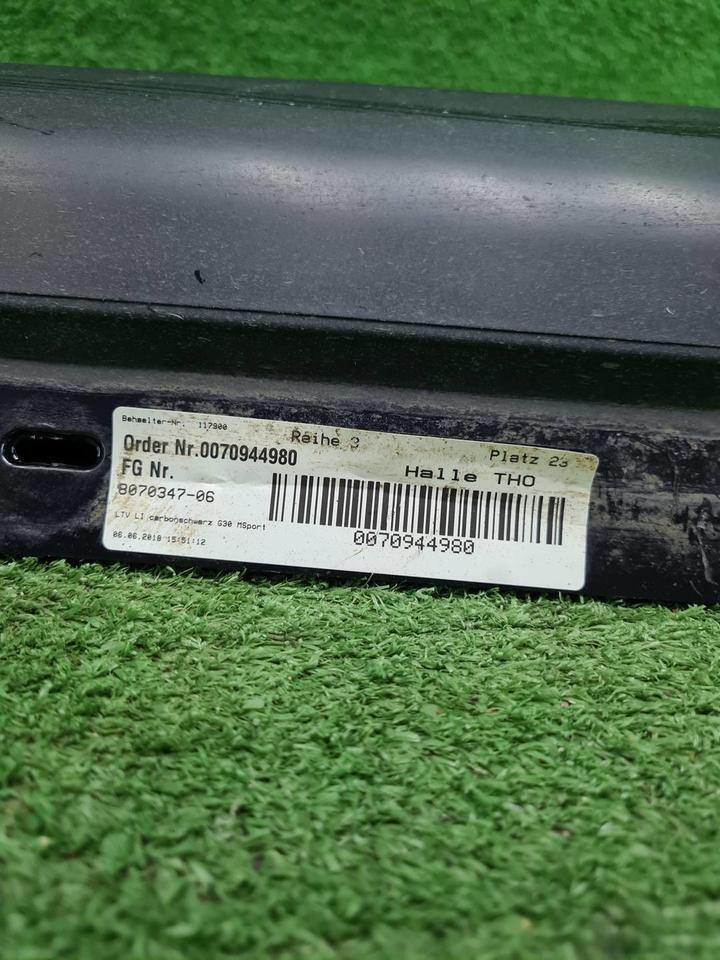 Behaelter-Nr. 117900
Reihe 3
Platz 23
Order Nr.0070944980
Halle THO
FG Nr.
8070347-06
0070944980
LTV LI carbonschwarz G30 MSport
06.06.2018 15:51:12